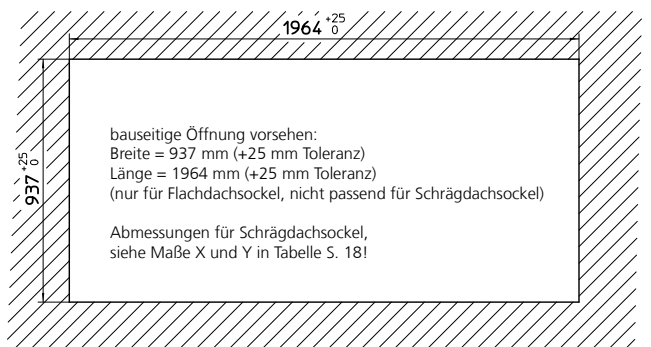 1964 +25 0
937 +25 0
bauseitige Öffnung vorsehen:
Breite = 937 mm (+25 mm Toleranz)
Länge = 1964 mm (+25 mm Toleranz)
(nur für Flachdachsockel, nicht passend für Schrägdachsockel)
Abmessungen für Schrägdachsockel,
siehe Maße X und Y in Tabelle S. 18!